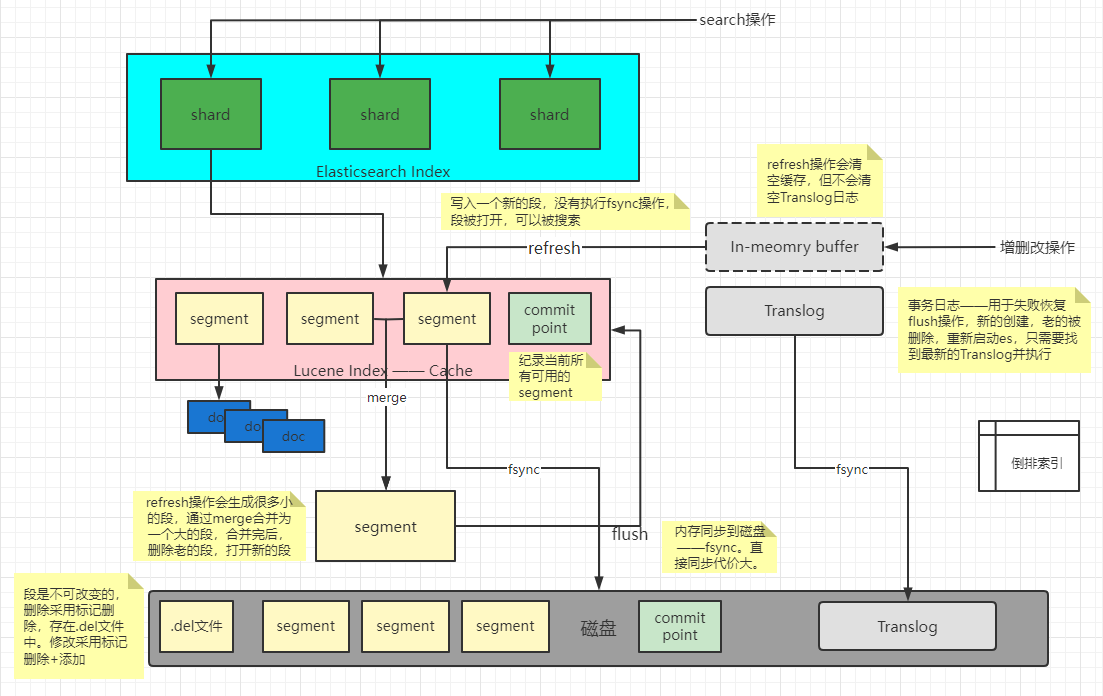 search操作
shard
shard
shard
Elasticsearch Index
refresh操作会清
空缓存，但不会清
空Translog日志
写入一个新的段，没有执行fsync操作，
段被打开，可以被搜索
refresh
In-meomry buffer
增删改操作
Translog
事务日志——用于失败恢复
flush操作，新的创建，老的被
删除，重新启动es，只需要找
到最新的Translog并执行
segment
segment
segment
commit
point
Lucene Index —— Cache
纪录当前所
有可用的
segment
merge
do
do
doc
fsync
fsync
倒排索引
refresh操作会生成很多小
的段，通过merge合并为
一个大的段，合并完后，
删除老的段，打开新的段
segment
flush
内存同步到磁盘
——fsync。直
接同步代价大。
段是不可改变的，
删除采用标记删
除，存在.del文件
中。修改采用标记
删除+添加
.del文件
segment
segment
segment
磁盘
commit
point
Translog